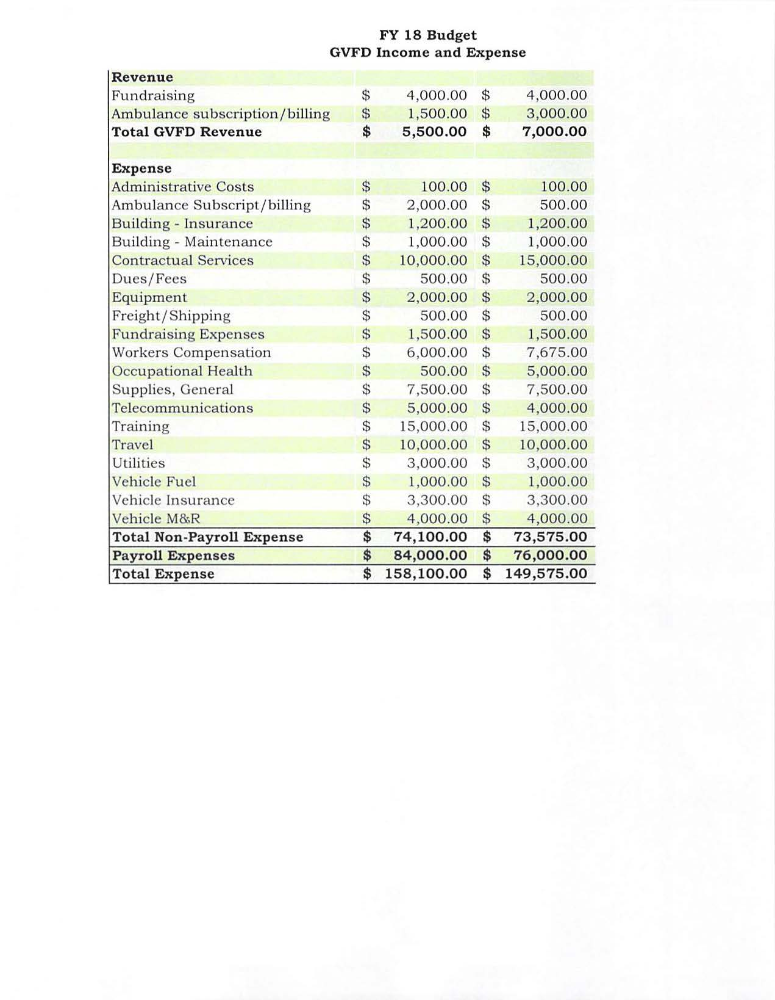 FY 18 Budget
GVFD Income and Expense
Revenue
Fundraising $ 4,000.00 $ 4,000.00
Ambulance subscription/billing $ 1,500.00 $ 3,000.00
Total GVFD Revenue $ 5,500.00 $ 7,000.00
Expense
Administrative Costs $ 100.00 $ 100.00
Ambulance Subscript/billing $ 2,000.00 $ 500.00
Building - Insurance $ 1,200.00 $ 1,200.00
Building - Maintenance $ 1,000.00 $ 1,000.00
Contractual Services $ 10,000.00 $ 15,000.00
Dues/Fees $ 500.00 $ 500.00
Equipment $ 2,000.00 $ 2,000.00
Freight/Shipping $ 500.00 $ 500.00
Fundraising Expenses $ 1,500.00 $ 1,500.00
Workers Compensation $ 6,000.00 $ 7,675.00
Occupational Health $ 500.00 $ 5,000.00
Supplies, General $ 7,500.00 $ 7,500.00
Telecommunications $ 5,000.00 $ 4,000.00
Training $ 15,000.00 $ 15,000.00
Travel $ 10,000.00 $ 10,000.00
Utilities $ 3,000.00 $ 3,000.00
Vehicle Fuel $ 1,000.00 $ 1,000.00
Vehicle Insurance $ 3,300.00 $ 3,300.00
Vehicle M&R $ 4,000.00 $ 4,000.00
Total Non-Payroll Expense $ 74,100.00 $ 73,575.00
Payroll Expenses $ 84,000.00 $ 76,000.00
Total Expense $ 158,100.00 $ 149,575.00